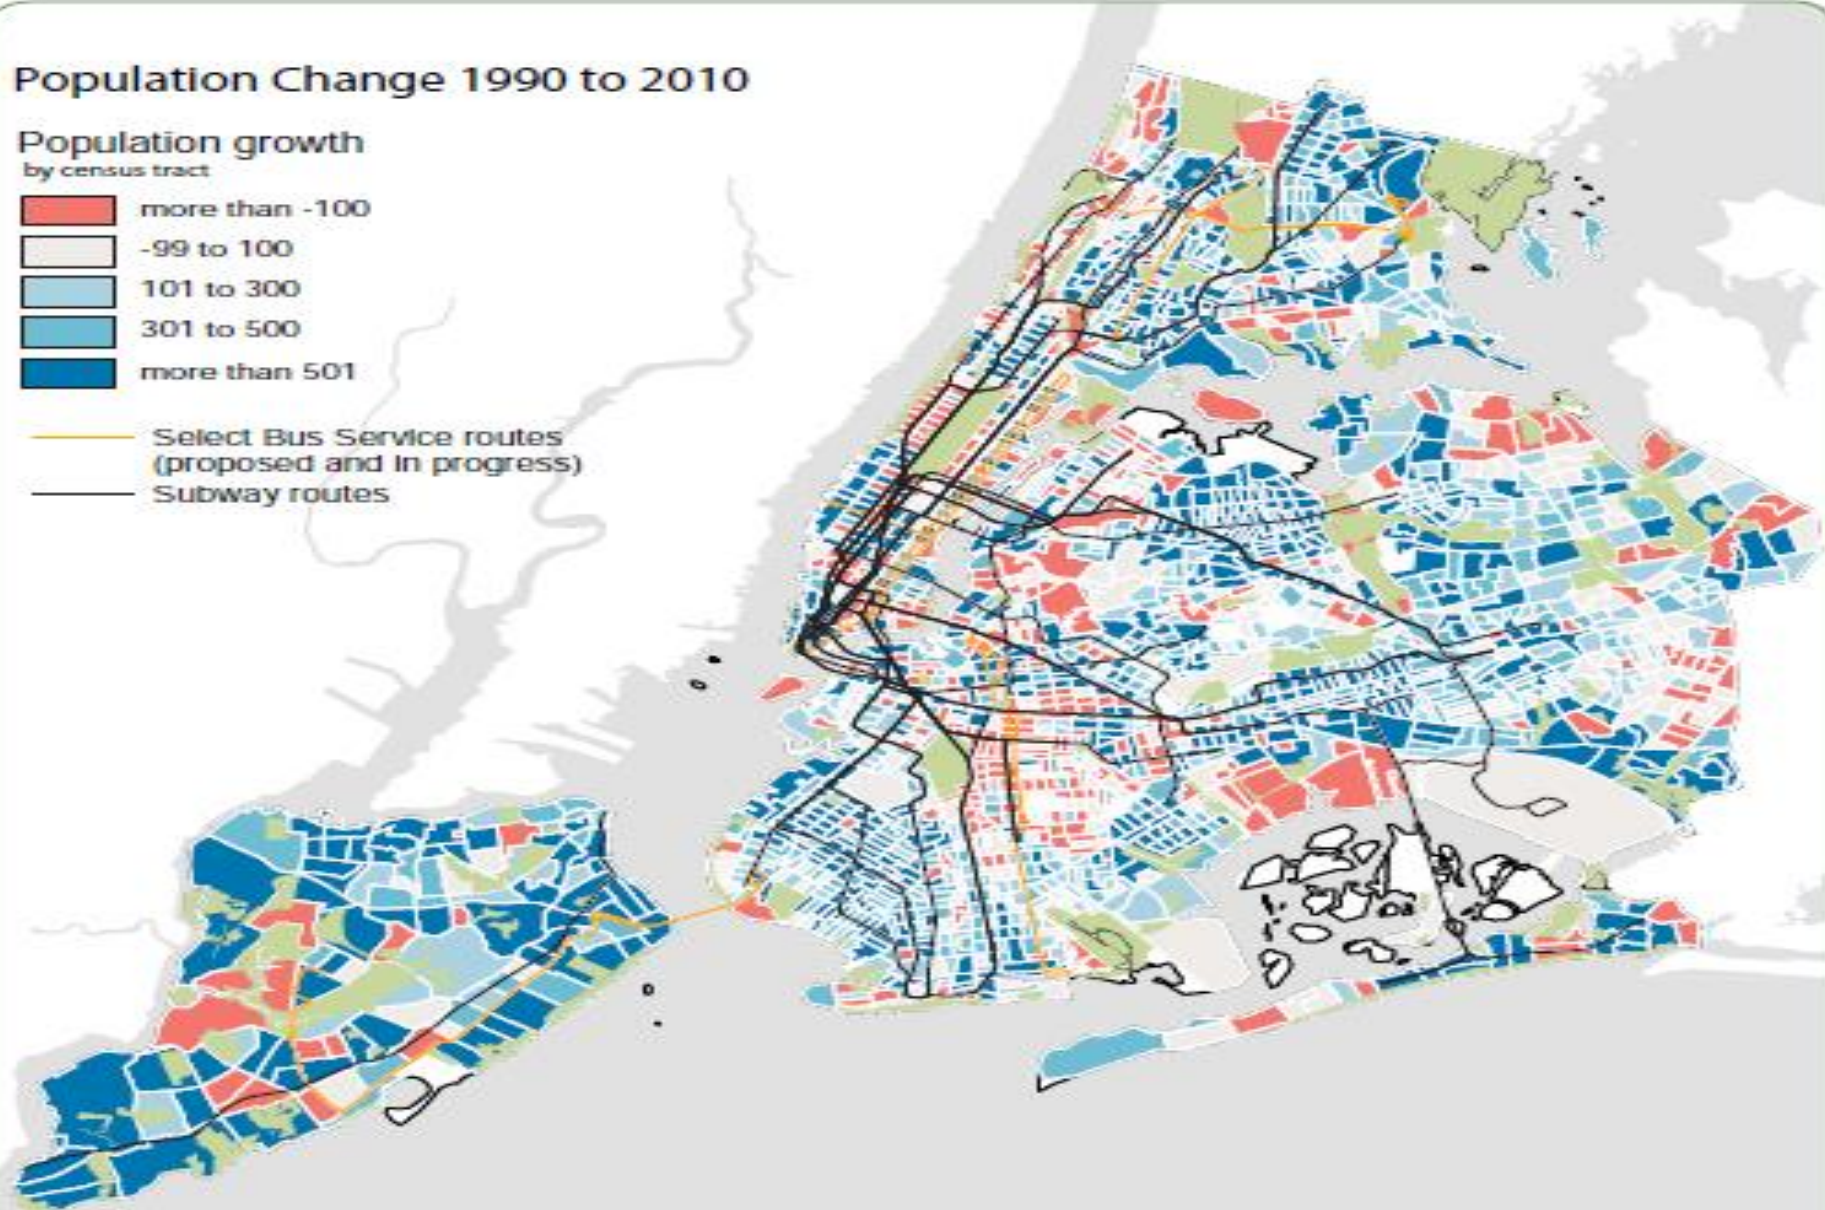 Population Change 1990 to 2010
Population growth
by census tract
more than -100
-99 to 100
101 to 300
301 to 500
more than 501
Select Bus Service routes
(proposed and In progress)
Subway routes